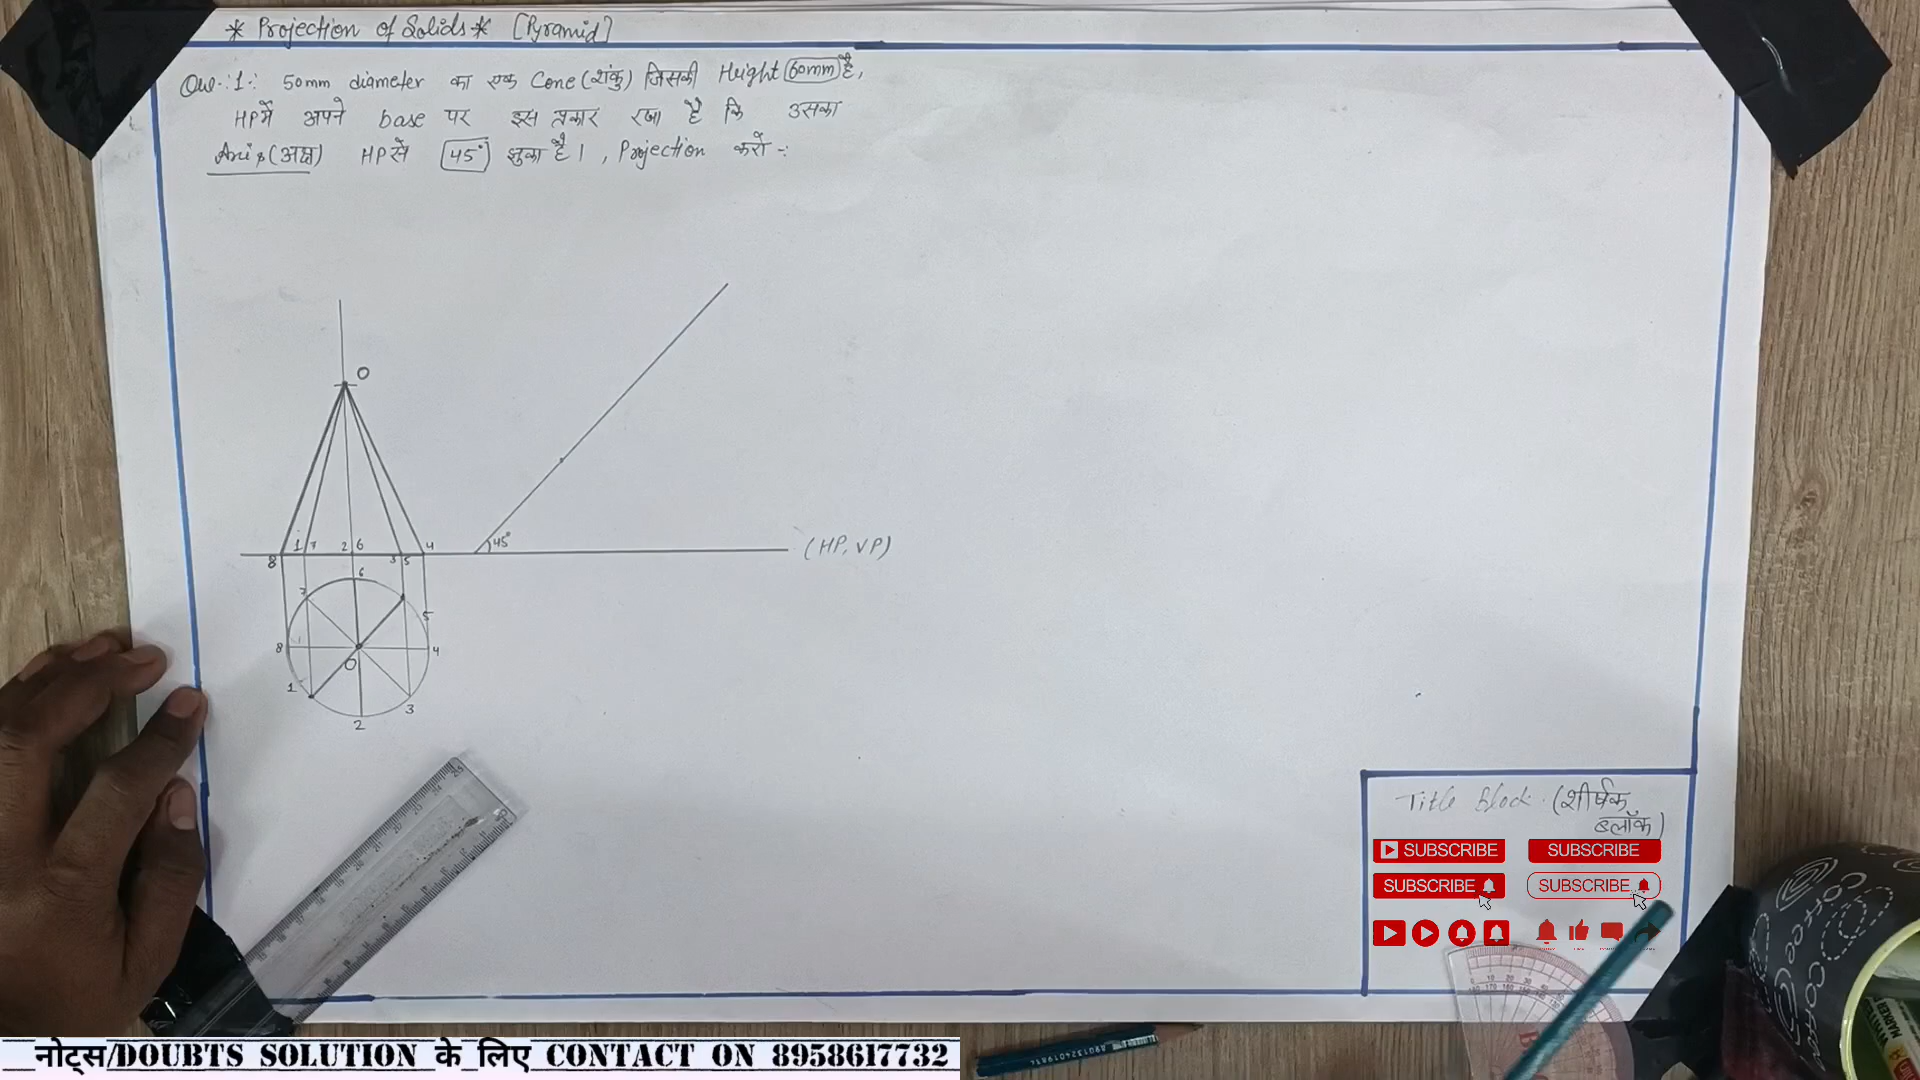 * Projection of Solids * [Pyramid]
Que.:1: 50mm diameter का एक Cone (शंकु) जिसकी Height 60mm है,
HP में अपने base पर इस प्रकार रखा है कि उसका
Axis (अक्ष) HP से 45° झुका है। , Projection करो -:
O
45°
(HP, VP)
8 1 7 2 6 3 5 4
6
7
5
8 4
O
1
3
2
Title Block. (शीर्षक
ब्लॉक)
SUBSCRIBE SUBSCRIBE
SUBSCRIBE SUBSCRIBE
नोट्स/DOUBTS SOLUTION के लिए CONTACT ON 8958617732